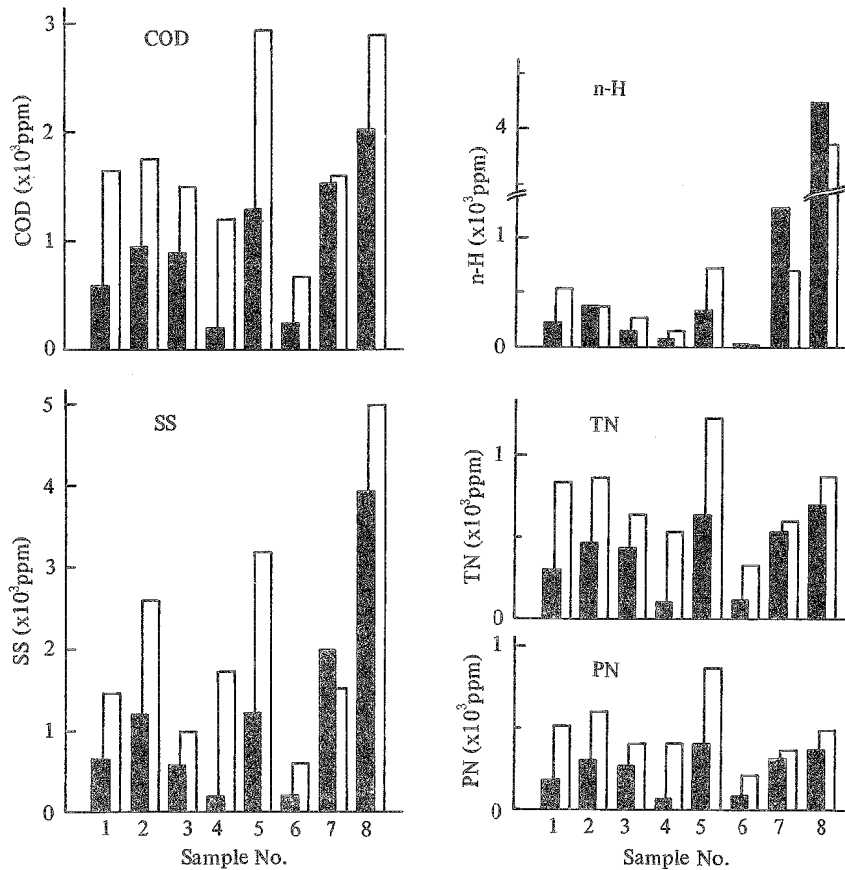 COD
COD (x10³ppm)
3
2
1
0
n-H
n-H (x10³ppm)
4
1
0
SS
SS (x10³ppm)
5
4
3
2
1
0
1 2 3 4 5 6 7 8
Sample No.
TN
TN (x10³ppm)
1
0
PN
PN (x10³ppm)
1
0
1 2 3 4 5 6 7 8
Sample No.